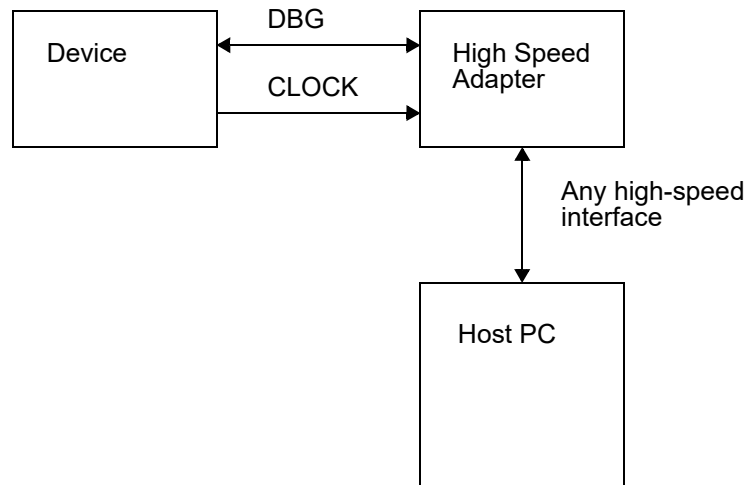 DBG
Device
High Speed
Adapter
CLOCK
Any high-speed
interface
Host PC